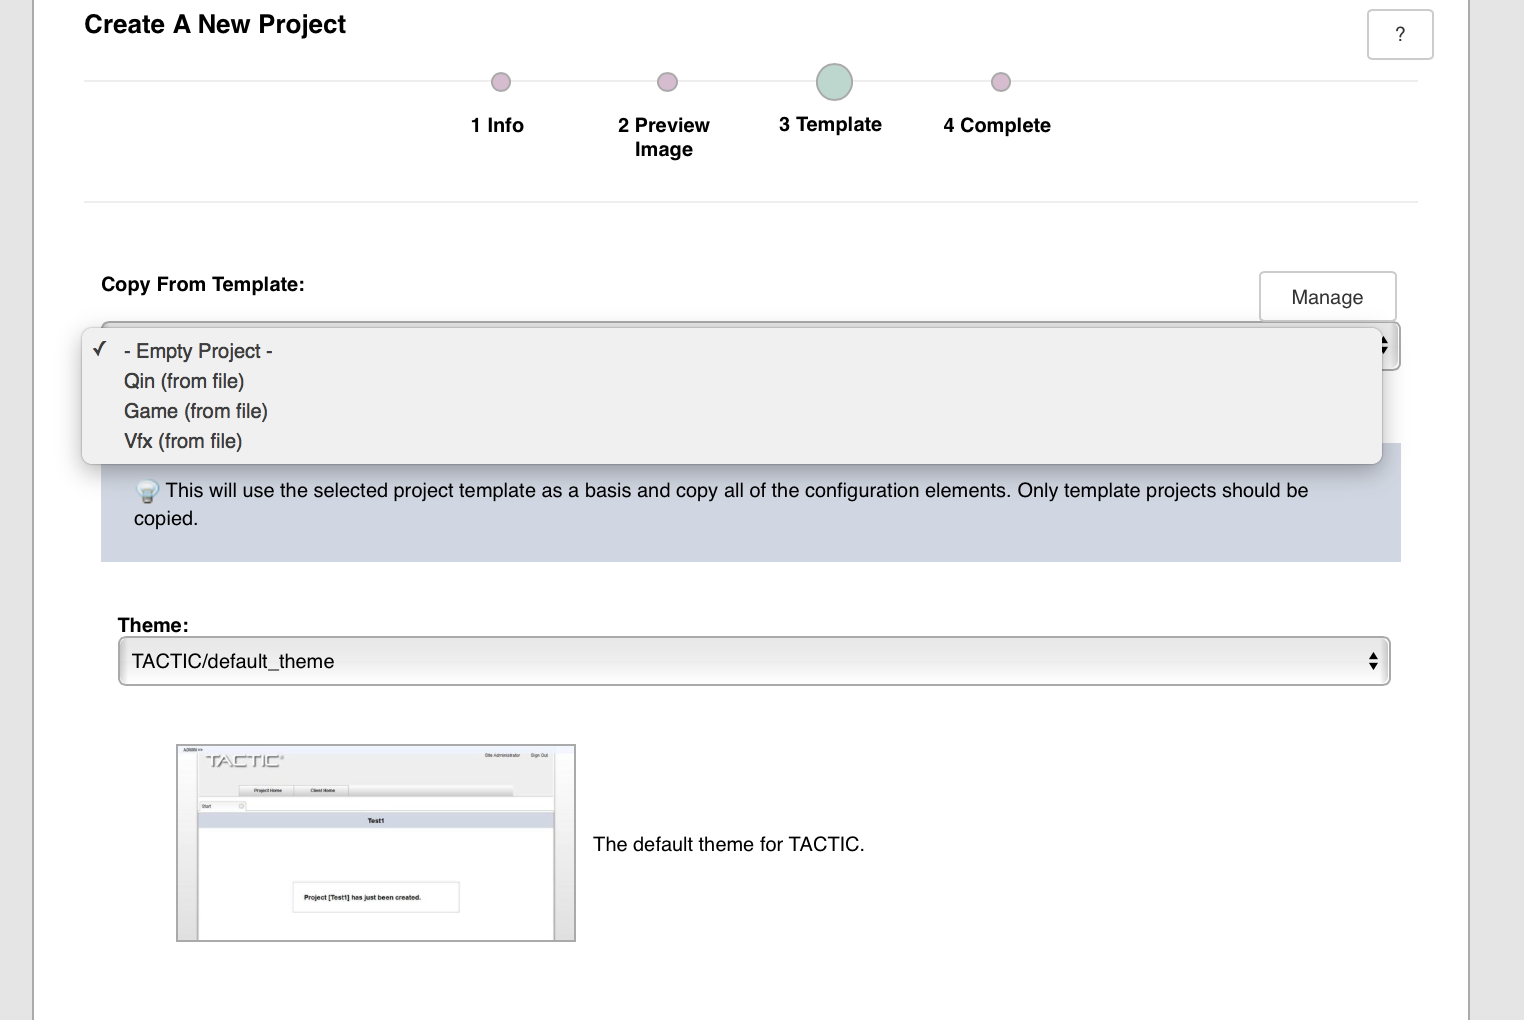 Create A New Project
?
1 Info
2 Preview
Image
3 Template
4 Complete
Copy From Template:
Manage
✓ - Empty Project -
Qin (from file)
Game (from file)
Vfx (from file)
This will use the selected project template as a basis and copy all of the configuration elements. Only template projects should be
copied.
Theme:
TACTIC/default_theme
ADMIN >>
TACTIC®
Site Administrator Sign Out
Project Home Client Home
Start
Test1
Project [Test1] has just been created.
The default theme for TACTIC.